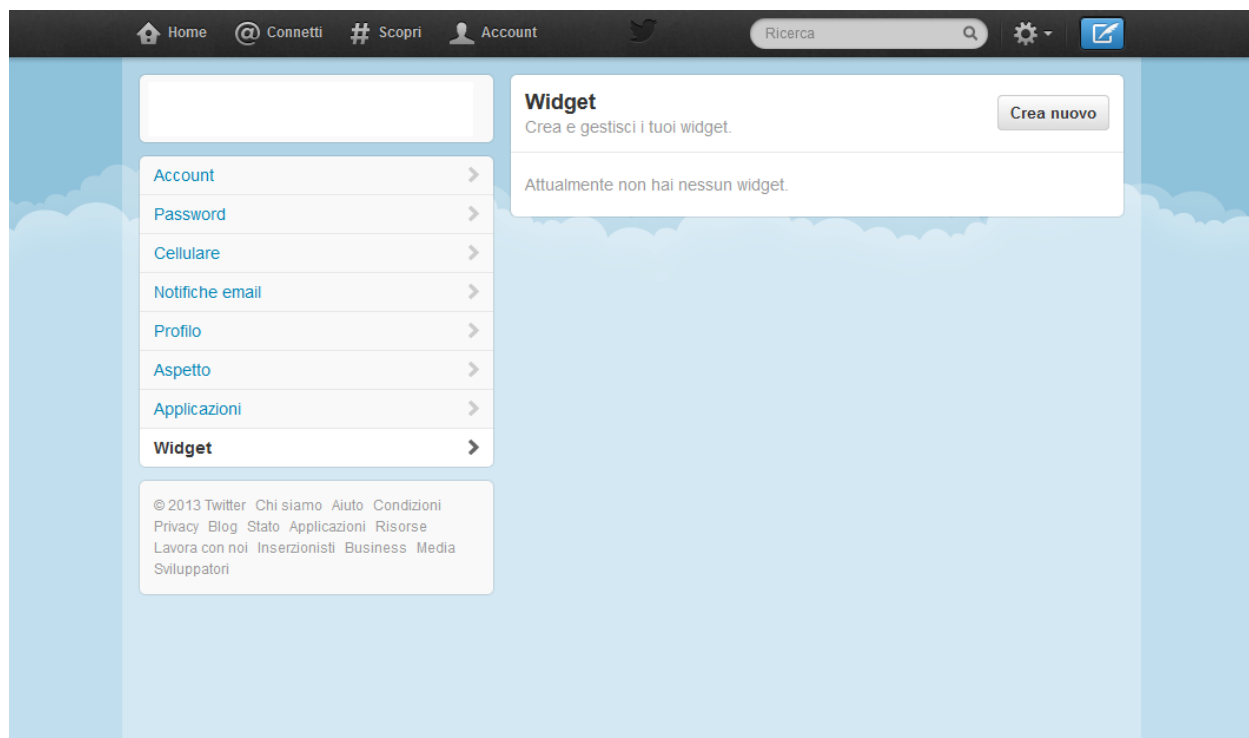 Home @ Connetti # Scopri Account Ricerca
Widget
Crea e gestisci i tuoi widget.
Crea nuovo
Attualmente non hai nessun widget.
Account
Password
Cellulare
Notifiche email
Profilo
Aspetto
Applicazioni
Widget
© 2013 Twitter Chi siamo Aiuto Condizioni
Privacy Blog Stato Applicazioni Risorse
Lavora con noi Inserzionisti Business Media
Sviluppatori